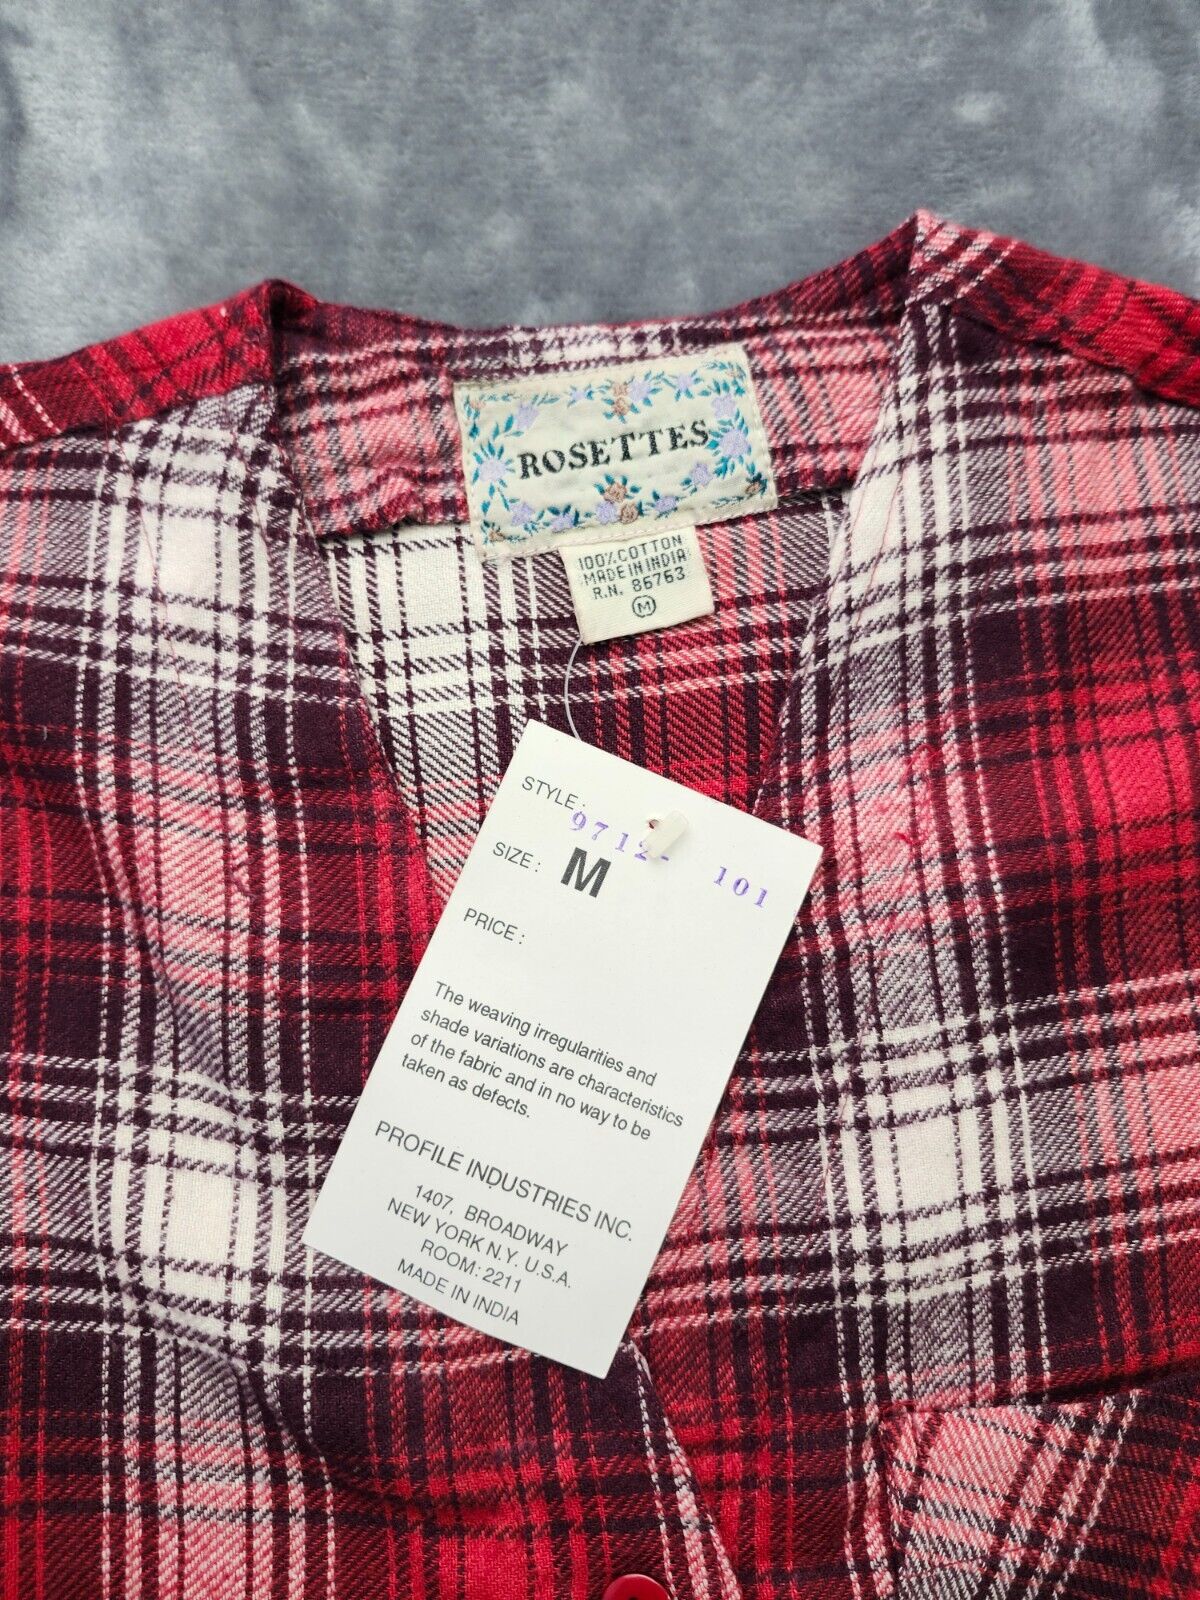 ROSETTES
100% COTTON
MADE IN INDIA
R.N. 86763
M
STYLE: 9712- 101
SIZE: M
PRICE:
The weaving irregularities and
shade variations are characteristics
of the fabric and in no way to be
taken as defects.
PROFILE INDUSTRIES INC.
1407, BROADWAY
NEW YORK N.Y. U.S.A.
ROOM: 2211
MADE IN INDIA